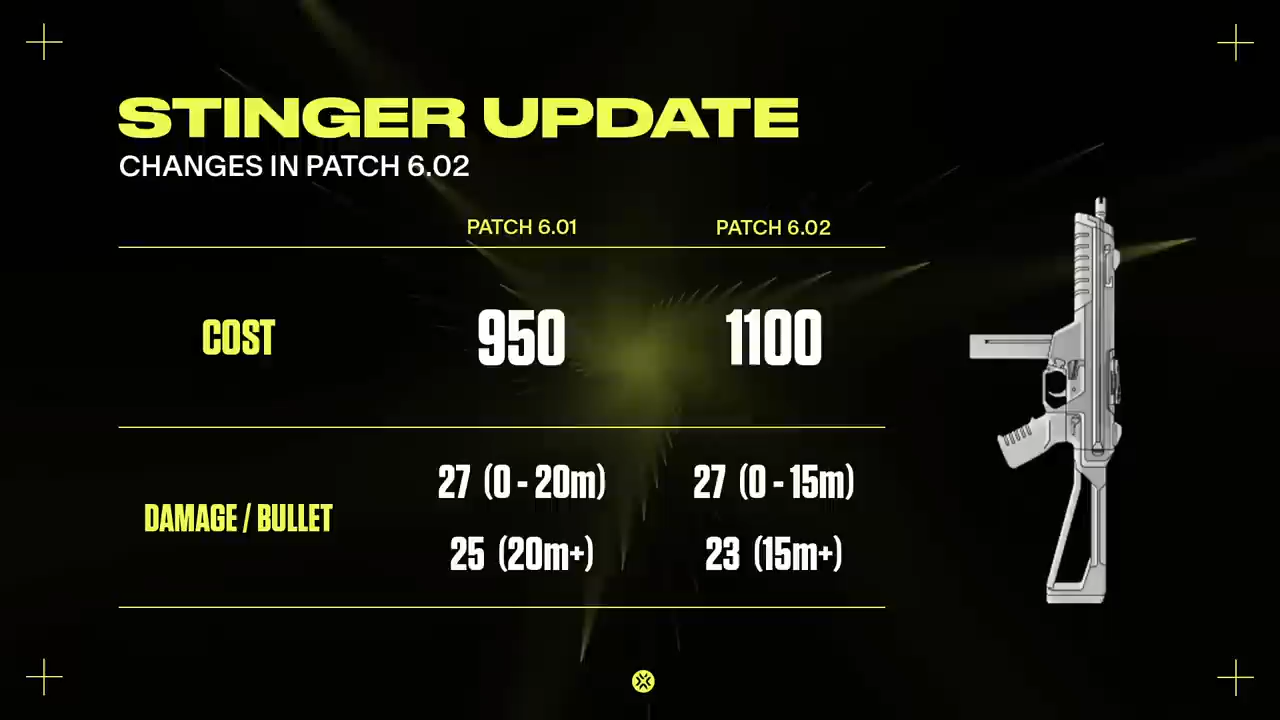 STINGER UPDATE
CHANGES IN PATCH 6.02
PATCH 6.01 PATCH 6.02
COST 950 1100
27 (0 - 20m) 27 (0 - 15m)
DAMAGE / BULLET
25 (20m+) 23 (15m+)